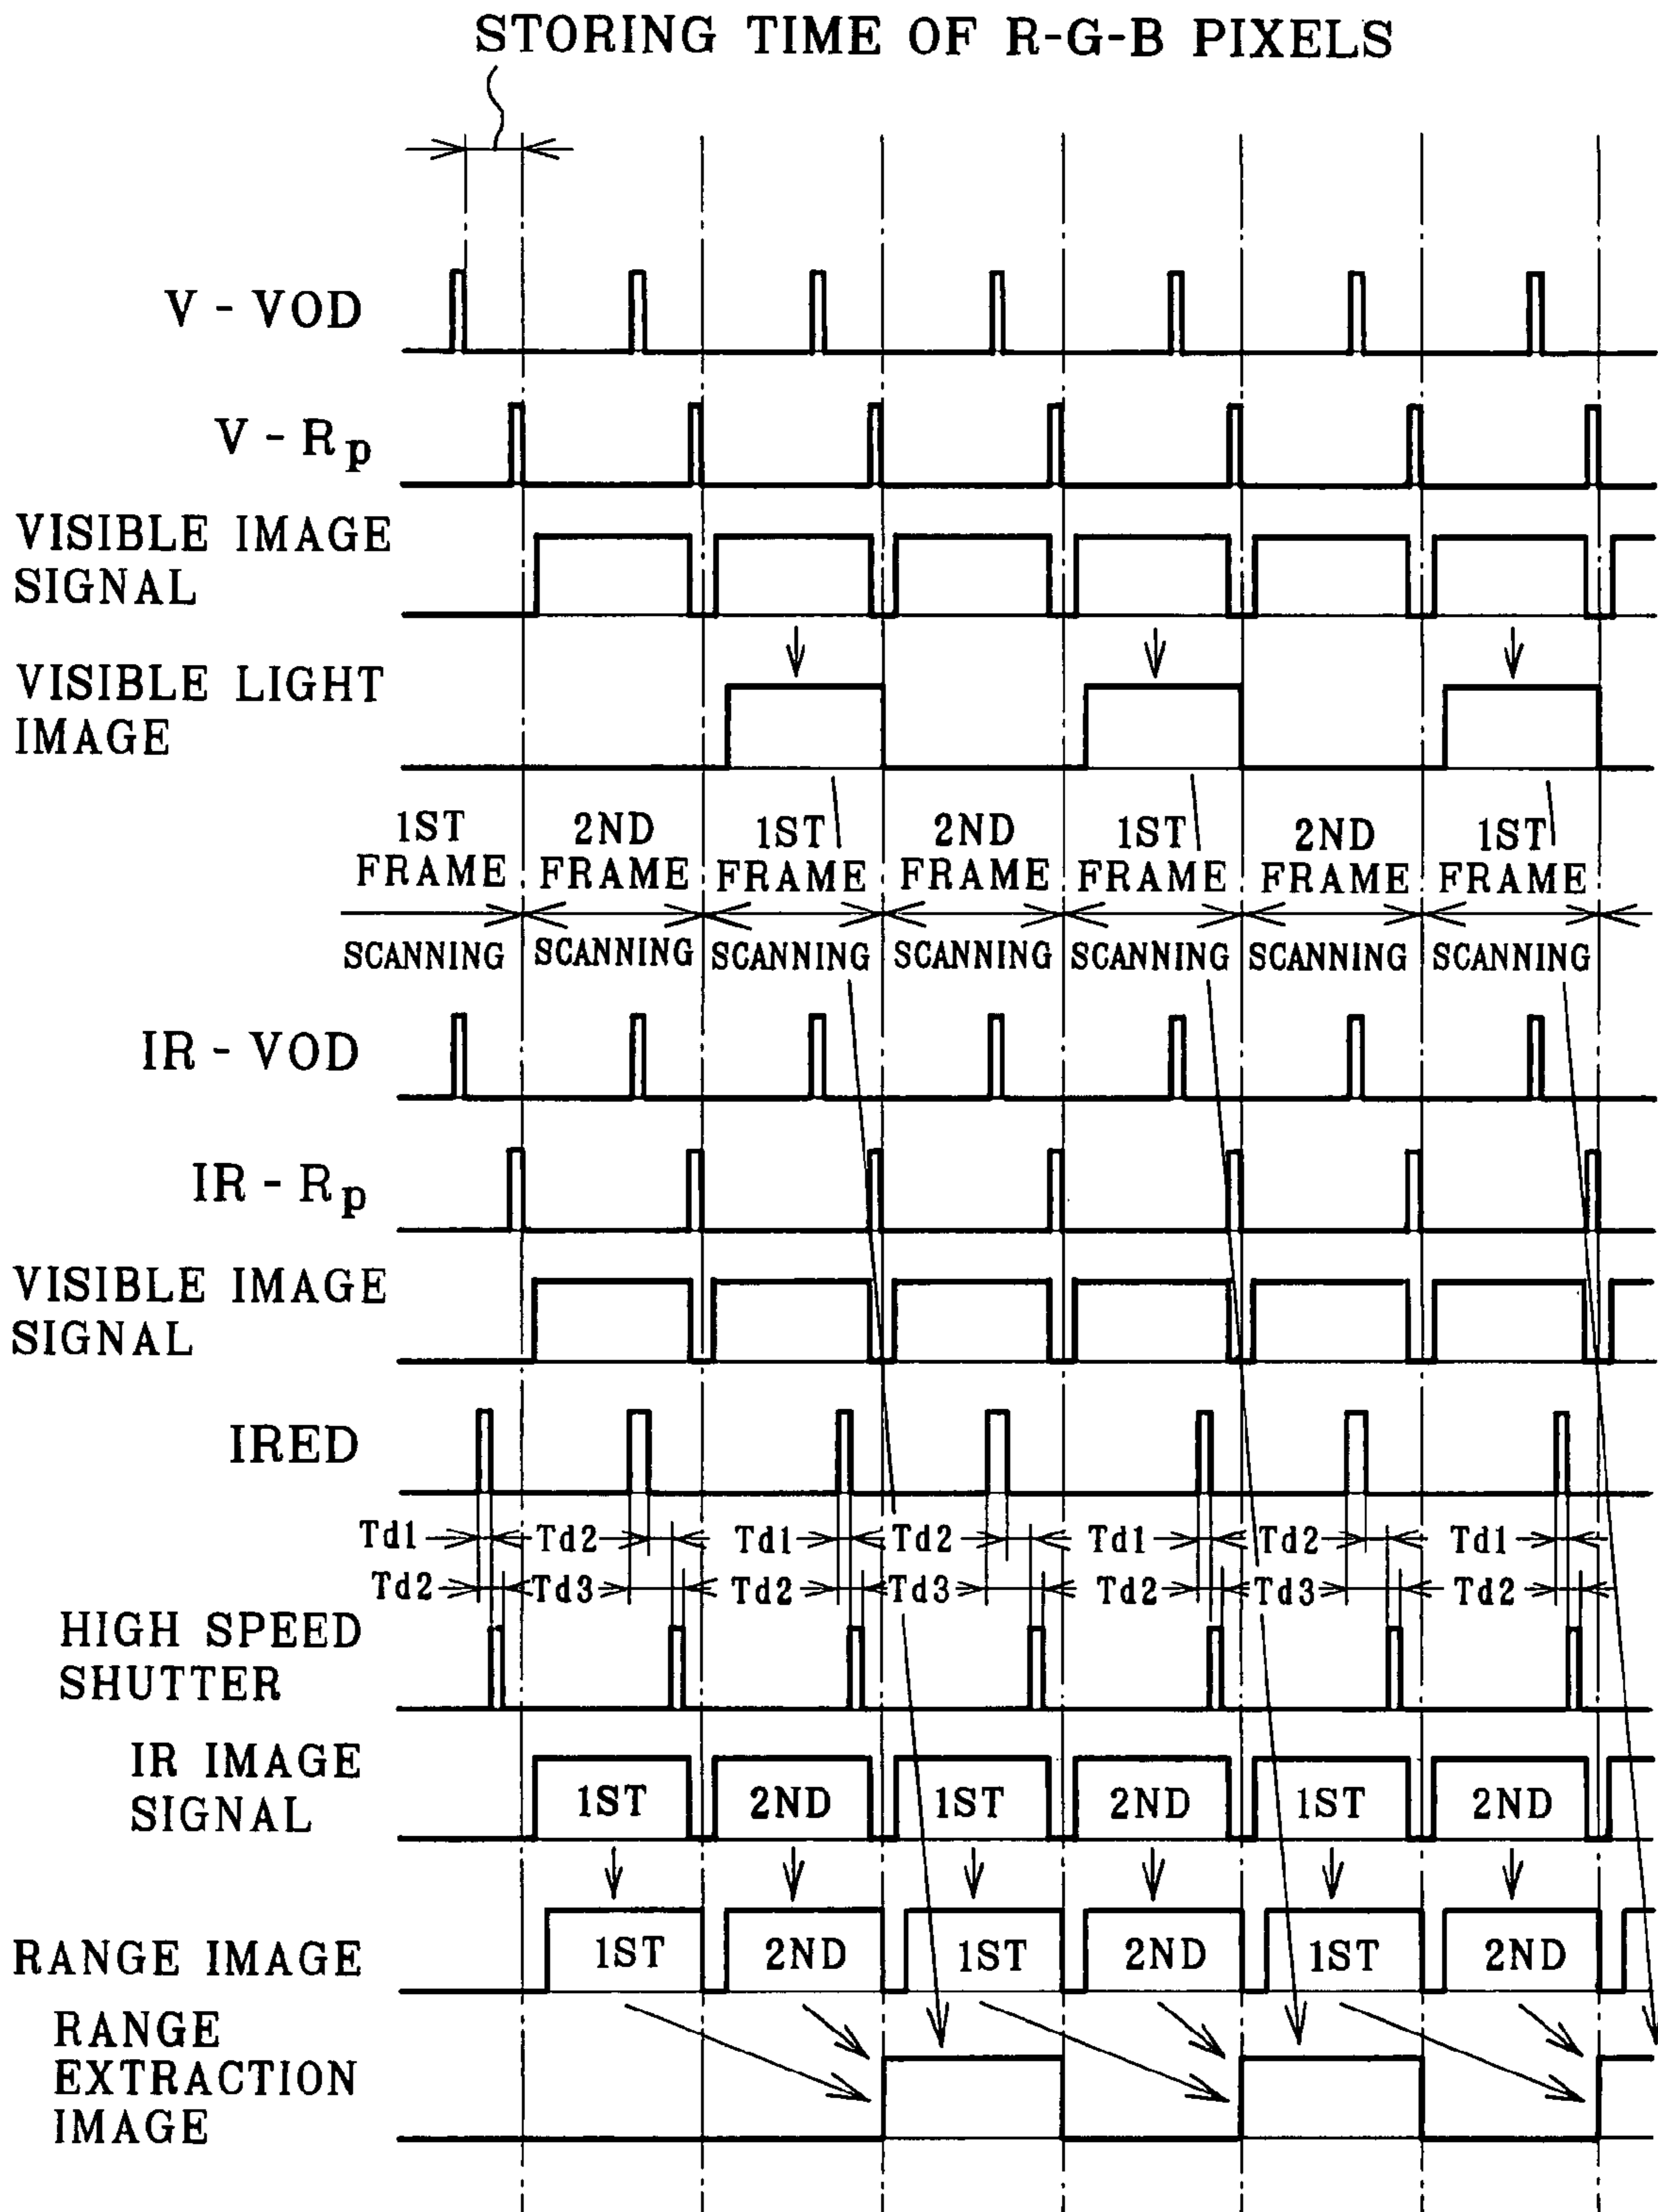 STORING TIME OF R-G-B PIXELS
V - VOD
V - Rp
VISIBLE IMAGE
SIGNAL
VISIBLE LIGHT
IMAGE
1ST 2ND 1ST 2ND 1ST 2ND 1ST
FRAME FRAME FRAME FRAME FRAME FRAME FRAME
SCANNING SCANNING SCANNING SCANNING SCANNING SCANNING SCANNING
IR - VOD
IR - Rp
VISIBLE IMAGE
SIGNAL
IRED
Td1 Td2 Td1 Td2 Td1 Td2 Td1
Td2 Td3 Td2 Td3 Td2 Td3 Td2
HIGH SPEED
SHUTTER
IR IMAGE
SIGNAL
1ST 2ND 1ST 2ND 1ST 2ND
RANGE IMAGE
1ST 2ND 1ST 2ND 1ST 2ND
RANGE
EXTRACTION
IMAGE